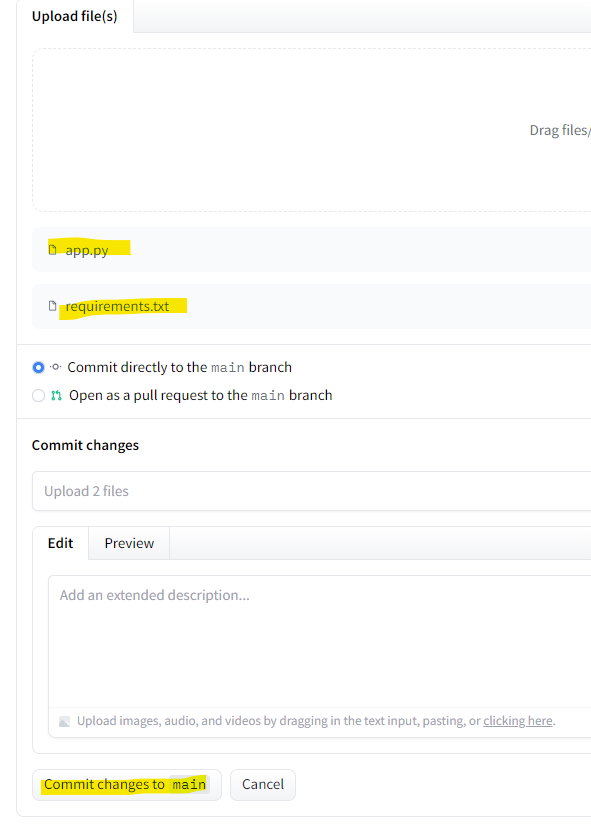 Upload file(s)
Drag files/
app.py
requirements.txt
Commit directly to the main branch
Open as a pull request to the main branch
Commit changes
Upload 2 files
Edit Preview
Add an extended description...
Upload images, audio, and videos by dragging in the text input, pasting, or clicking here.
Commit changes to main Cancel